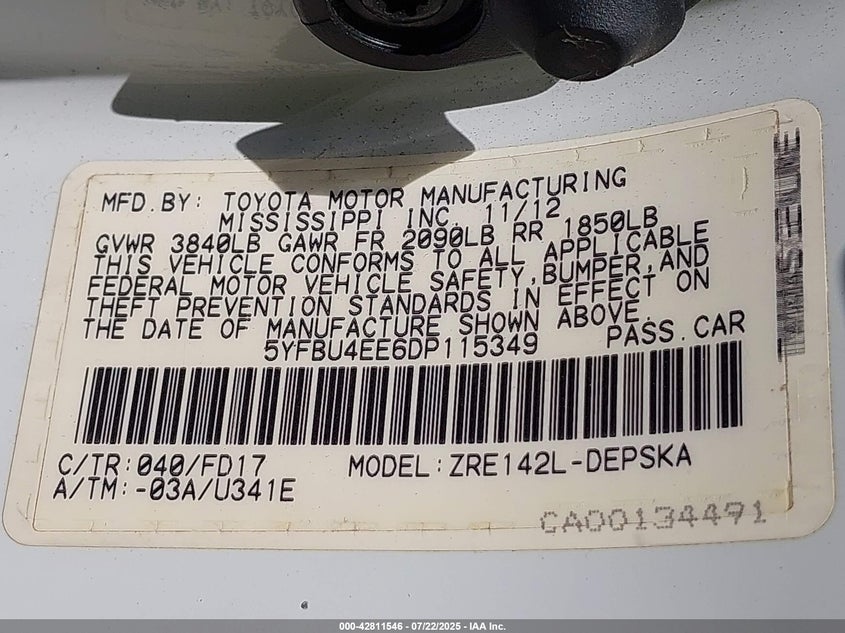 MFD.BY: TOYOTA MOTOR MANUFACTURING
MISSISSIPPI INC. 11/12
GVWR 3840LB GAWR FR 2090LB RR 1850LB
THIS VEHICLE CONFORMS TO ALL APPLICABLE
FEDERAL MOTOR VEHICLE SAFETY,BUMPER,AND
THEFT PREVENTION STANDARDS IN EFFECT ON
THE DATE OF MANUFACTURE SHOWN ABOVE.
5YFBU4EE6DP115349 PASS.CAR
C/TR:040/FD17 MODEL:ZRE142L-DEPSKA
A/TM:-03A/U341E
CA00134491
000-42811546 - 07/22/2025 - IAA Inc.